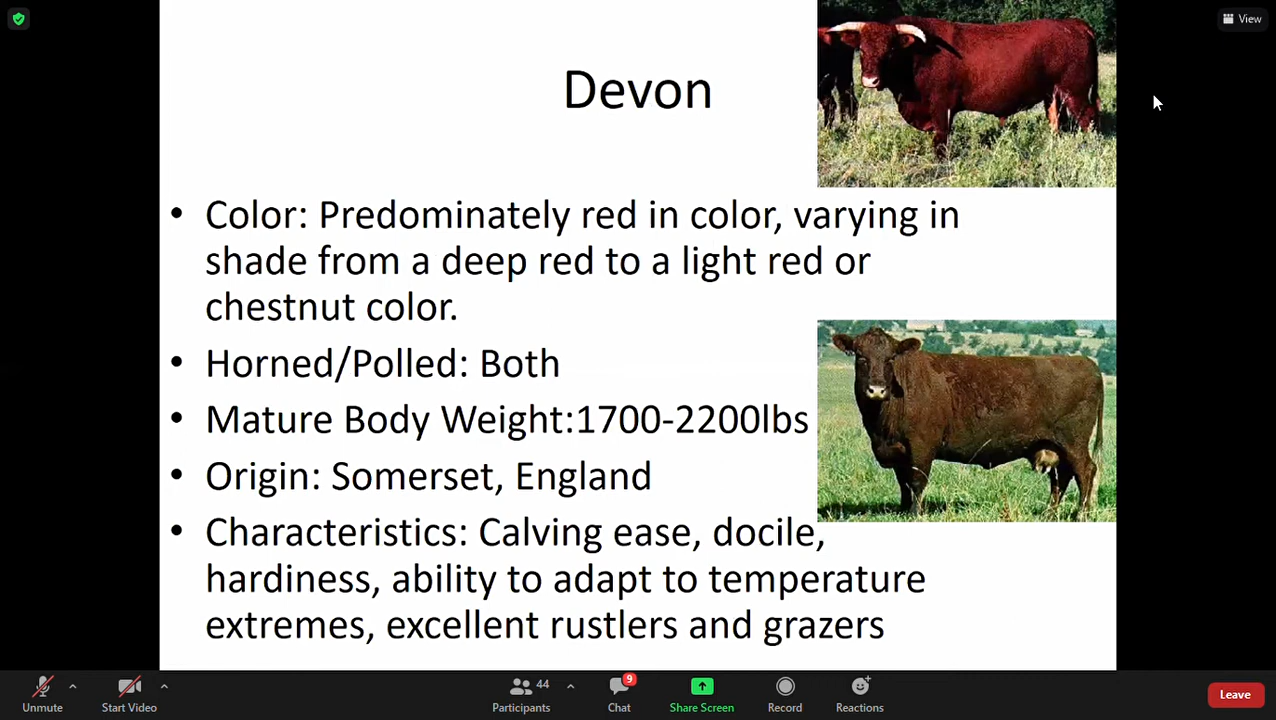 View
Devon
• Color: Predominately red in color, varying in
shade from a deep red to a light red or
chestnut color.
• Horned/Polled: Both
• Mature Body Weight:1700-2200lbs
• Origin: Somerset, England
• Characteristics: Calving ease, docile,
hardiness, ability to adapt to temperature
extremes, excellent rustlers and grazers
44
9
Unmute
Start Video
Participants
Chat
Share Screen
Record
Reactions
Leave